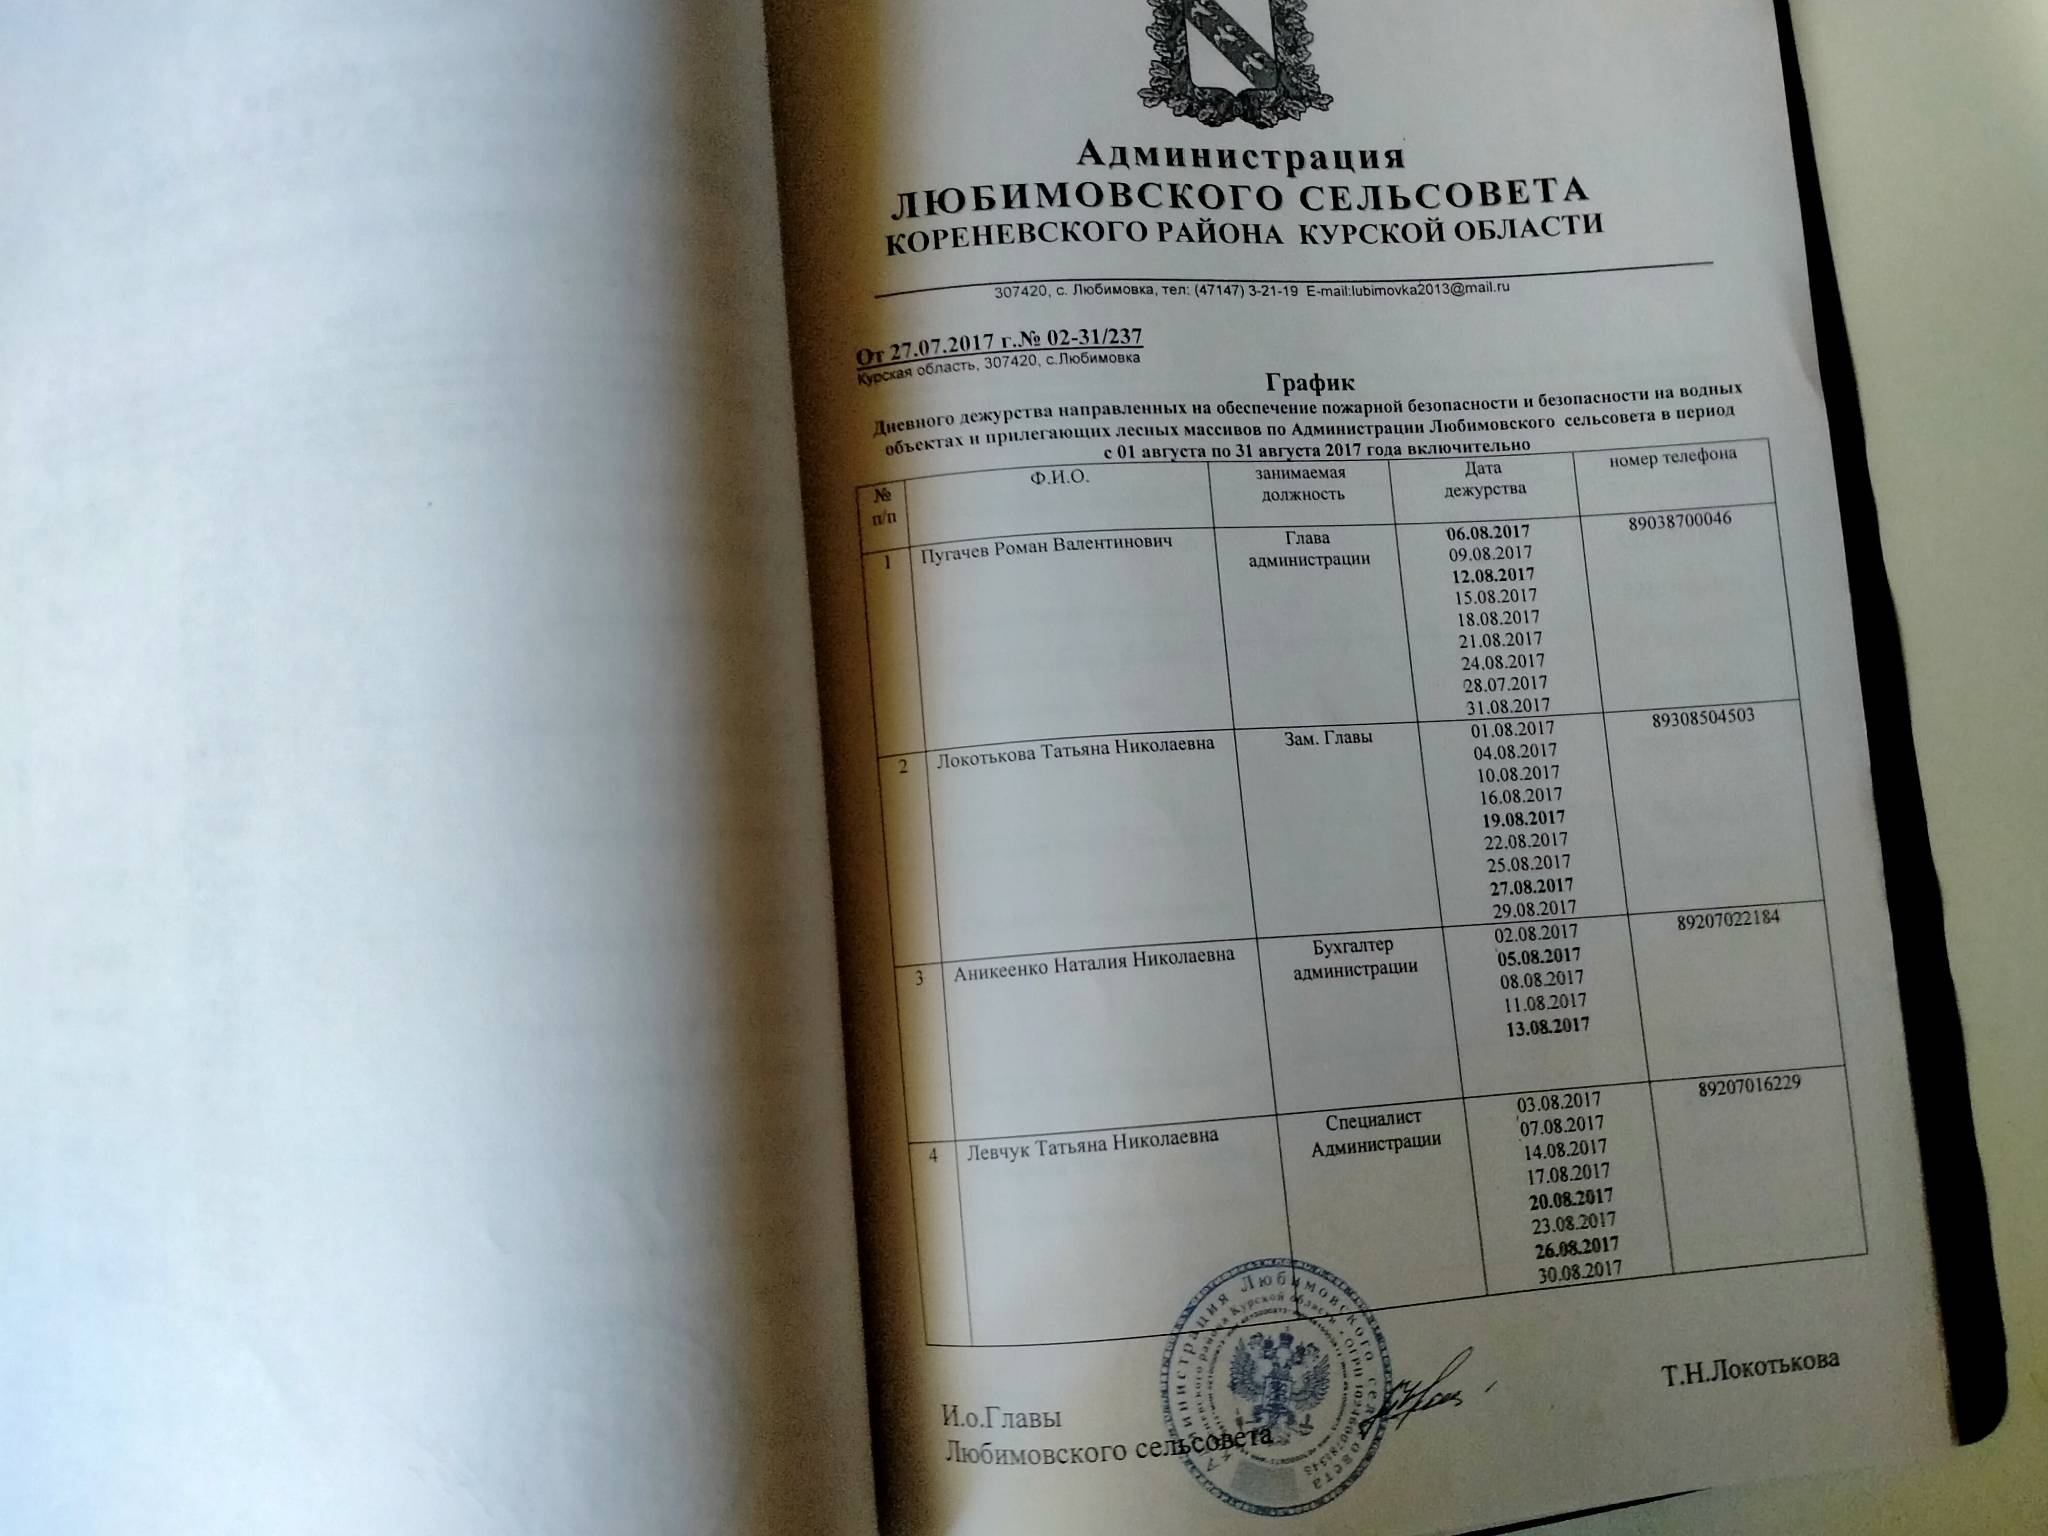 Администрация
ЛЮБИМОВСКОГО СЕЛЬСОВЕТА
КОРЕНЕВСКОГО РАЙОНА КУРСКОЙ ОБЛАСТИ
307420, с. Любимовка, тел: (47147) 3-21-19 E-mail:lubimovka2013@mail.ru
От 27.07.2017 г.№ 02-31/237
Курская область, 307420, с.Любимовка
График
Дневного дежурства направленных на обеспечение пожарной безопасности и безопасности на водных
объектах и прилегающих лесных массивов по Администрации Любимовского сельсовета в период
с 01 августа по 31 августа 2017 года включительно
№ п/п
Ф.И.О.
занимаемая
должность
Дата
дежурства
номер телефона
1
Пугачев Роман Валентинович
Глава
администрации
06.08.2017
09.08.2017
12.08.2017
15.08.2017
18.08.2017
21.08.2017
24.08.2017
28.07.2017
31.08.2017
89038700046
2
Локотькова Татьяна Николаевна
Зам. Главы
01.08.2017
04.08.2017
10.08.2017
16.08.2017
19.08.2017
22.08.2017
25.08.2017
27.08.2017
29.08.2017
89308504503
3
Аникеенко Наталия Николаевна
Бухгалтер
администрации
02.08.2017
05.08.2017
08.08.2017
11.08.2017
13.08.2017
89207022184
4
Левчук Татьяна Николаевна
Специалист
Администрации
03.08.2017
07.08.2017
14.08.2017
17.08.2017
20.08.2017
23.08.2017
26.08.2017
30.08.2017
89207016229
И.о.Главы
Любимовского сельсовета
Т.Н.Локотькова
Администрация Любимовского сельсовета
района Курской области